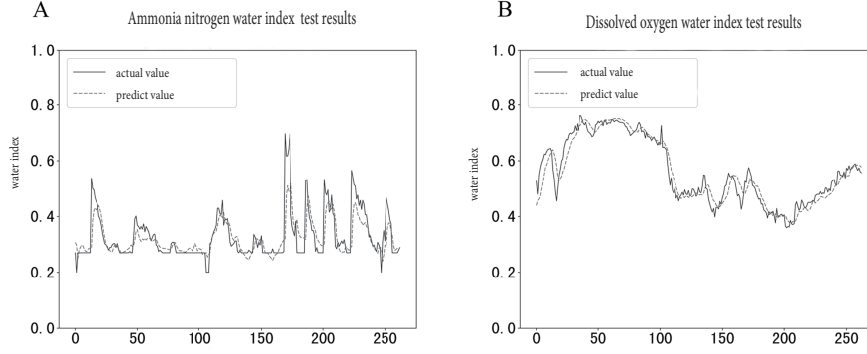 A
Ammonia nitrogen water index test results
1.0
actual value
predict value
0.8
0.6
water index
0.4
0.2
0.0
0 50 100 150 200 250
B
Dissolved oxygen water index test results
1.0
actual value
predict value
0.8
0.6
water index
0.4
0.2
0.0
0 50 100 150 200 250